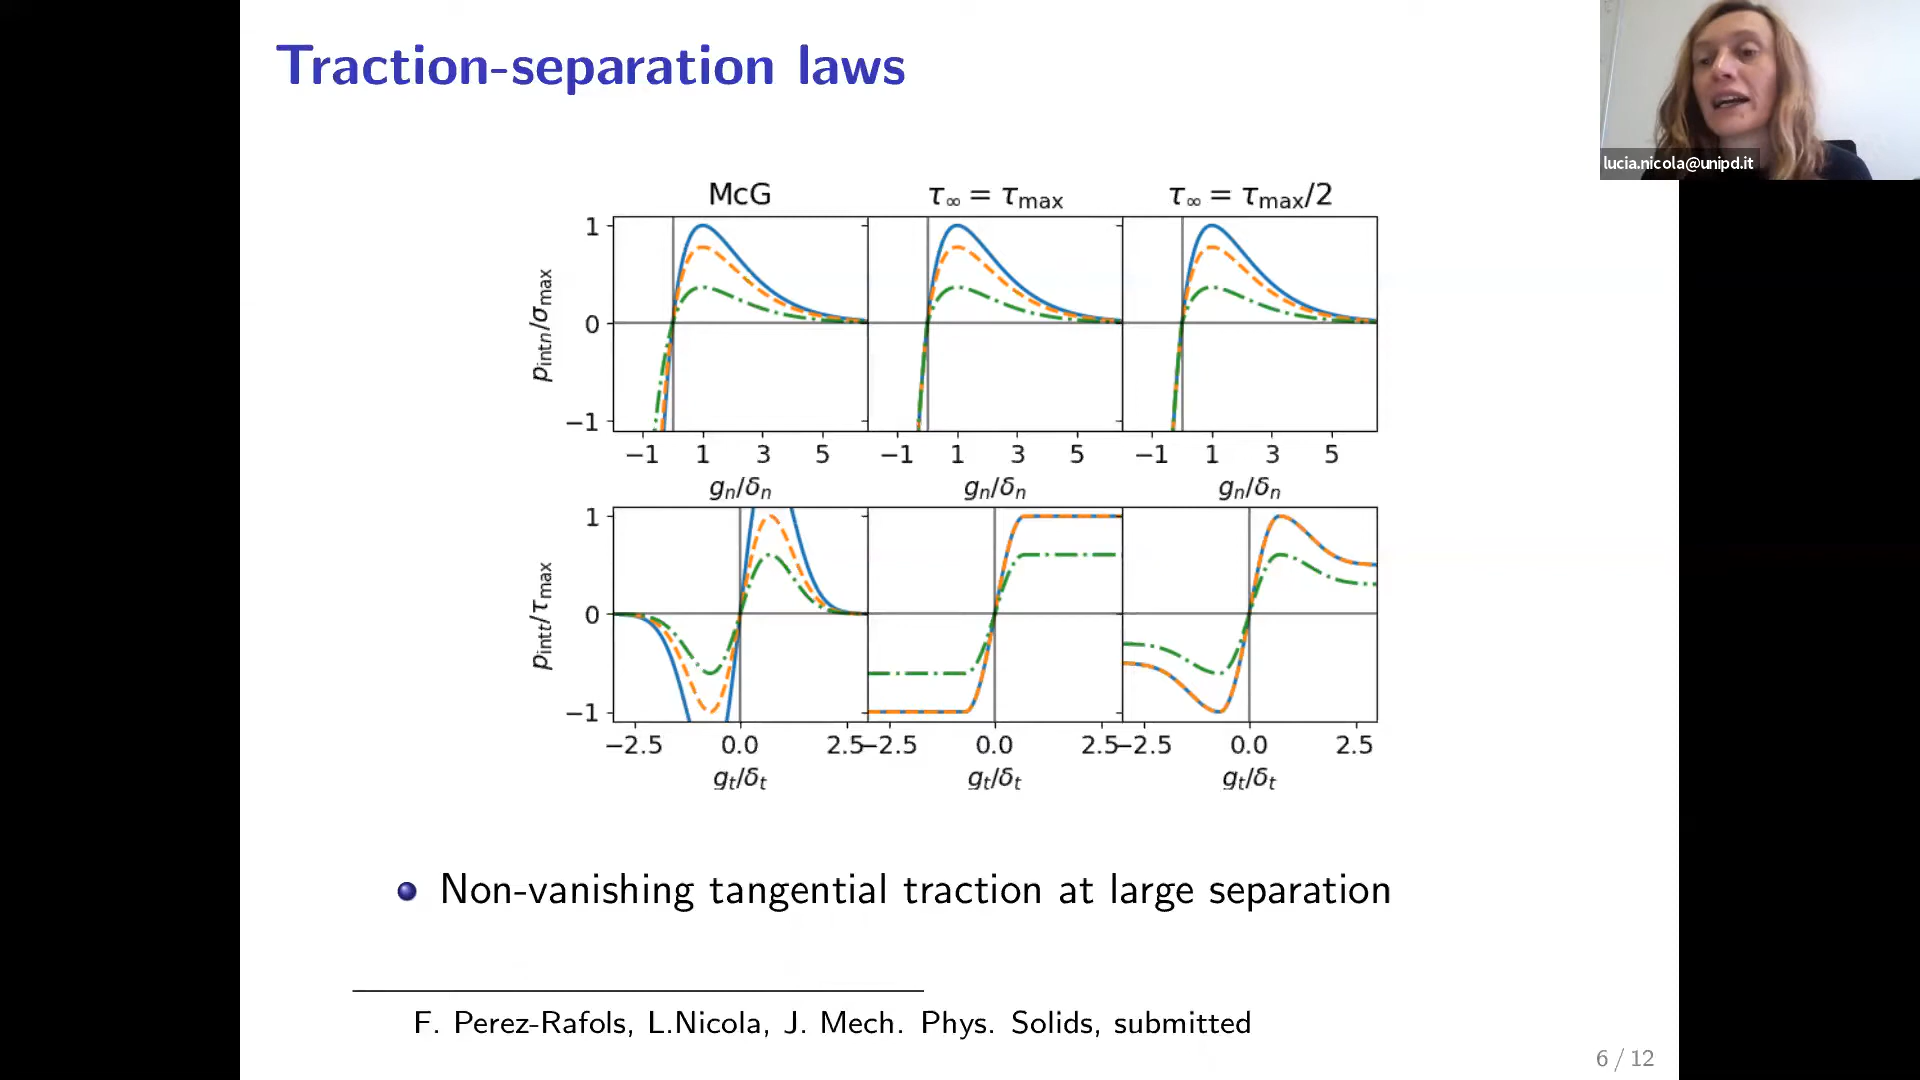 Traction-separation laws
lucia.nicola@unipd.it
McG
τ∞ = τmax
τ∞ = τmax/2
pintn/σmax
1
0
−1
−1 1 3 5
−1 1 3 5
−1 1 3 5
gn/δn
gn/δn
gn/δn
pintt/τmax
1
0
−1
−2.5 0.0 2.5
−2.5 0.0 2.5
−2.5 0.0 2.5
gt/δt
gt/δt
gt/δt
Non-vanishing tangential traction at large separation
F. Perez-Rafols, L.Nicola, J. Mech. Phys. Solids, submitted
6 / 12